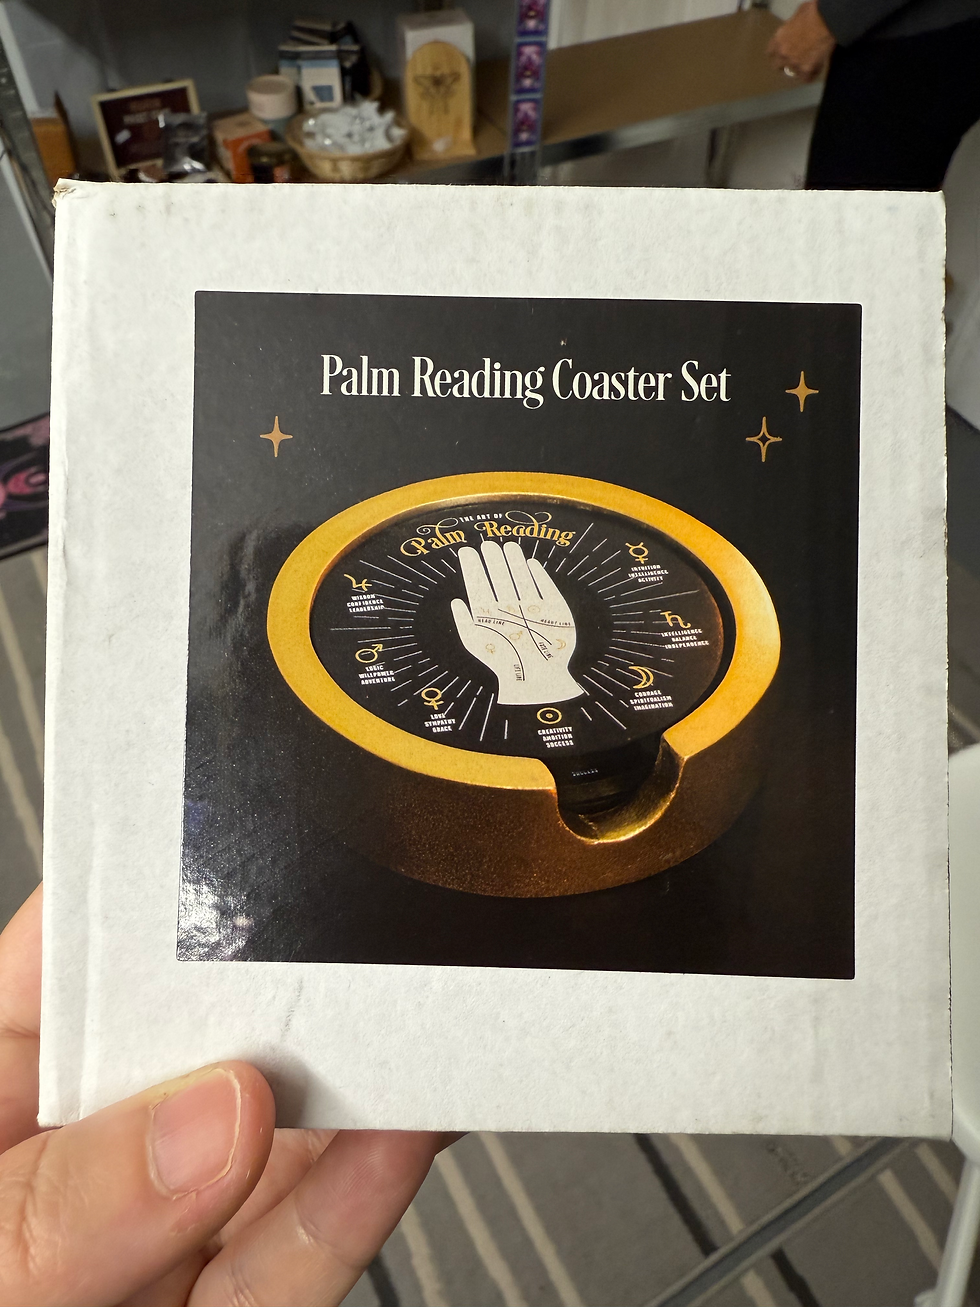 Palm Reading Coaster Set
THE ART OF
Palm Reading
INTUITION
INTELLIGENCE
ACTIVITY
WISDOM
CONFIDENCE
LEADERSHIP
HEAD LINE
HEART LINE
INTELLIGENCE
BALANCE
INDEPENDENCE
LOGIC
WILLPOWER
ADVENTURE
LIFE LINE
COURAGE
SPIRITUALISM
IMAGINATION
LOVE
SYMPATHY
GRACE
CREATIVITY
AMBITION
SUCCESS
SUCCESS